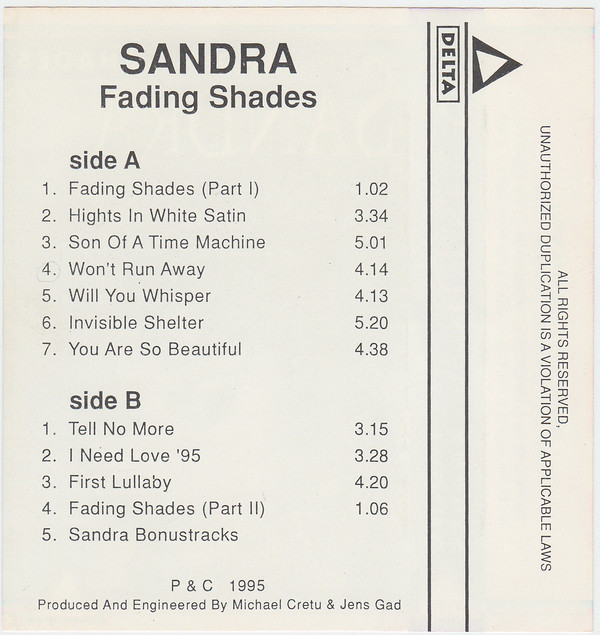 SANDRA
Fading Shades
side A
1. Fading Shades (Part I) 1.02
2. Hights In White Satin 3.34
3. Son Of A Time Machine 5.01
4. Won't Run Away 4.14
5. Will You Whisper 4.13
6. Invisible Shelter 5.20
7. You Are So Beautiful 4.38
side B
1. Tell No More 3.15
2. I Need Love '95 3.28
3. First Lullaby 4.20
4. Fading Shades (Part II) 1.06
5. Sandra Bonustracks
P & C 1995
Produced And Engineered By Michael Cretu & Jens Gad
DELTA
ALL RIGHTS RESERVED,
UNAUTHORIZED DUPLICATION IS A VIOLATION OF APPLICABLE LAWS